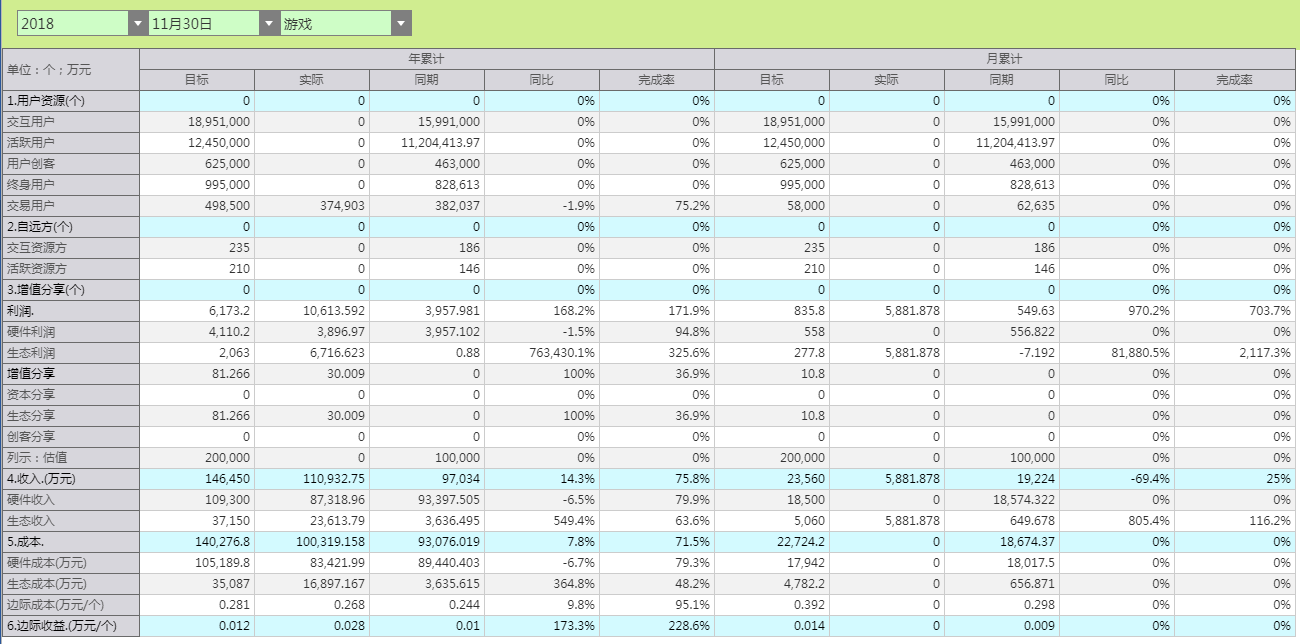 2018 11月30日 游戏
单位：个；万元 年累计 月累计
目标 实际 同期 同比 完成率 目标 实际 同期 同比 完成率
1.用户资源(个) 0 0 0 0% 0% 0 0 0 0% 0%
交互用户 18,951,000 0 15,991,000 0% 0% 18,951,000 0 15,991,000 0% 0%
活跃用户 12,450,000 0 11,204,413.97 0% 0% 12,450,000 0 11,204,413.97 0% 0%
用户创客 625,000 0 463,000 0% 0% 625,000 0 463,000 0% 0%
终身用户 995,000 0 828,613 0% 0% 995,000 0 828,613 0% 0%
交易用户 498,500 374,903 382,037 -1.9% 75.2% 58,000 0 62,635 0% 0%
2.自远方(个) 0 0 0 0% 0% 0 0 0 0% 0%
交互资源方 235 0 186 0% 0% 235 0 186 0% 0%
活跃资源方 210 0 146 0% 0% 210 0 146 0% 0%
3.增值分享(个) 0 0 0 0% 0% 0 0 0 0% 0%
利润. 6,173.2 10,613.592 3,957.981 168.2% 171.9% 835.8 5,881.878 549.63 970.2% 703.7%
硬件利润 4,110.2 3,896.97 3,957.102 -1.5% 94.8% 558 0 556.822 0% 0%
生态利润 2,063 6,716.623 0.88 763,430.1% 325.6% 277.8 5,881.878 -7.192 81,880.5% 2,117.3%
增值分享 81.266 30.009 0 100% 36.9% 10.8 0 0 0% 0%
资本分享 0 0 0 0% 0% 0 0 0 0% 0%
生态分享 81.266 30.009 0 100% 36.9% 10.8 0 0 0% 0%
创客分享 0 0 0 0% 0% 0 0 0 0% 0%
列示：估值 200,000 0 100,000 0% 0% 200,000 0 100,000 0% 0%
4.收入.(万元) 146,450 110,932.75 97,034 14.3% 75.8% 23,560 5,881.878 19,224 -69.4% 25%
硬件收入 109,300 87,318.96 93,397.505 -6.5% 79.9% 18,500 0 18,574.322 0% 0%
生态收入 37,150 23,613.79 3,636.495 549.4% 63.6% 5,060 5,881.878 649.678 805.4% 116.2%
5.成本. 140,276.8 100,319.158 93,076.019 7.8% 71.5% 22,724.2 0 18,674.37 0% 0%
硬件成本(万元) 105,189.8 83,421.99 89,440.403 -6.7% 79.3% 17,942 0 18,017.5 0% 0%
生态成本(万元) 35,087 16,897.167 3,635.615 364.8% 48.2% 4,782.2 0 656.871 0% 0%
边际成本(万元/个) 0.281 0.268 0.244 9.8% 95.1% 0.392 0 0.298 0% 0%
6.边际收益.(万元/个) 0.012 0.028 0.01 173.3% 228.6% 0.014 0 0.009 0% 0%